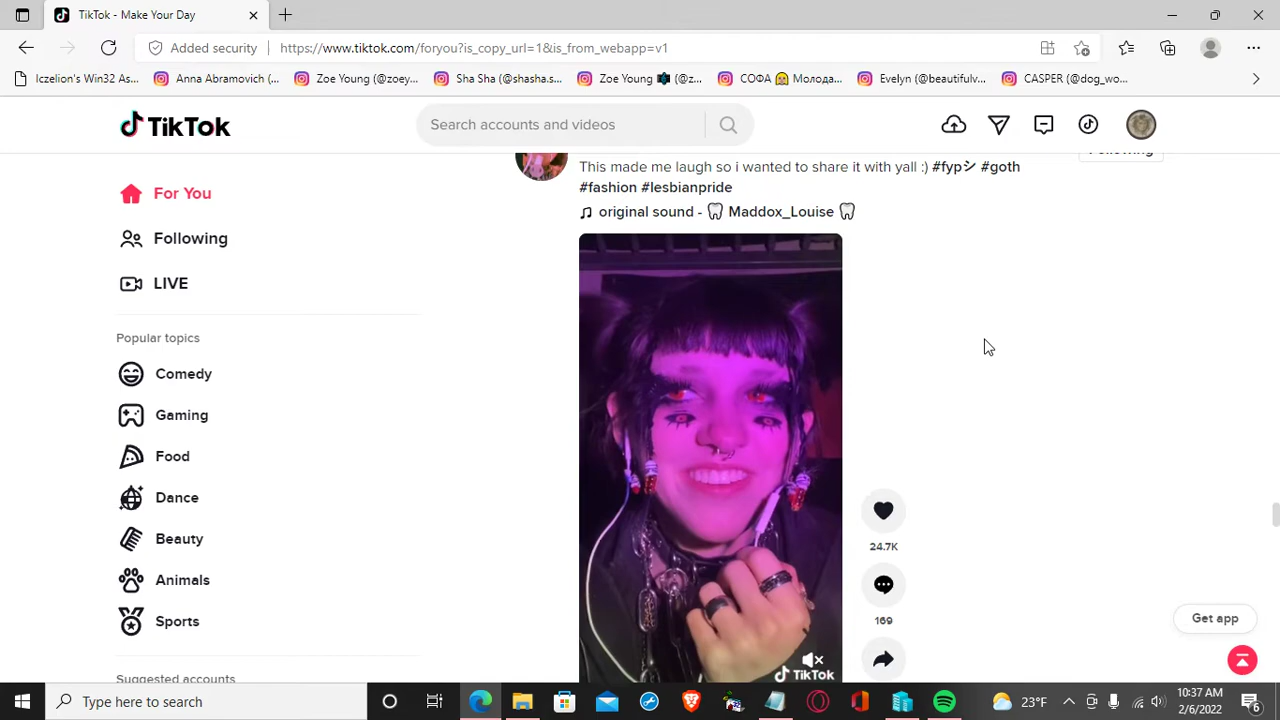 TikTok - Make Your Day
Added security
https://www.tiktok.com/foryou?is_copy_url=1&is_from_webapp=v1
Iczelion's Win32 As...
Anna Abramovich (...
Zoe Young (@zoey...
Sha Sha (@shasha.s...
Zoe Young (@z...
СОФА Молода...
Evelyn (@beautifulv...
CASPER (@dog_wo...
TikTok
Search accounts and videos
Following
This made me laugh so i wanted to share it with yall :) #fypシ #goth
#fashion #lesbianpride
original sound - 🦷 Maddox_Louise 🦷
For You
Following
LIVE
Popular topics
Comedy
Gaming
Food
Dance
Beauty
Animals
Sports
Suggested accounts
24.7K
169
TikTok
Get app
Type here to search
23°F
10:37 AM
2/6/2022
6